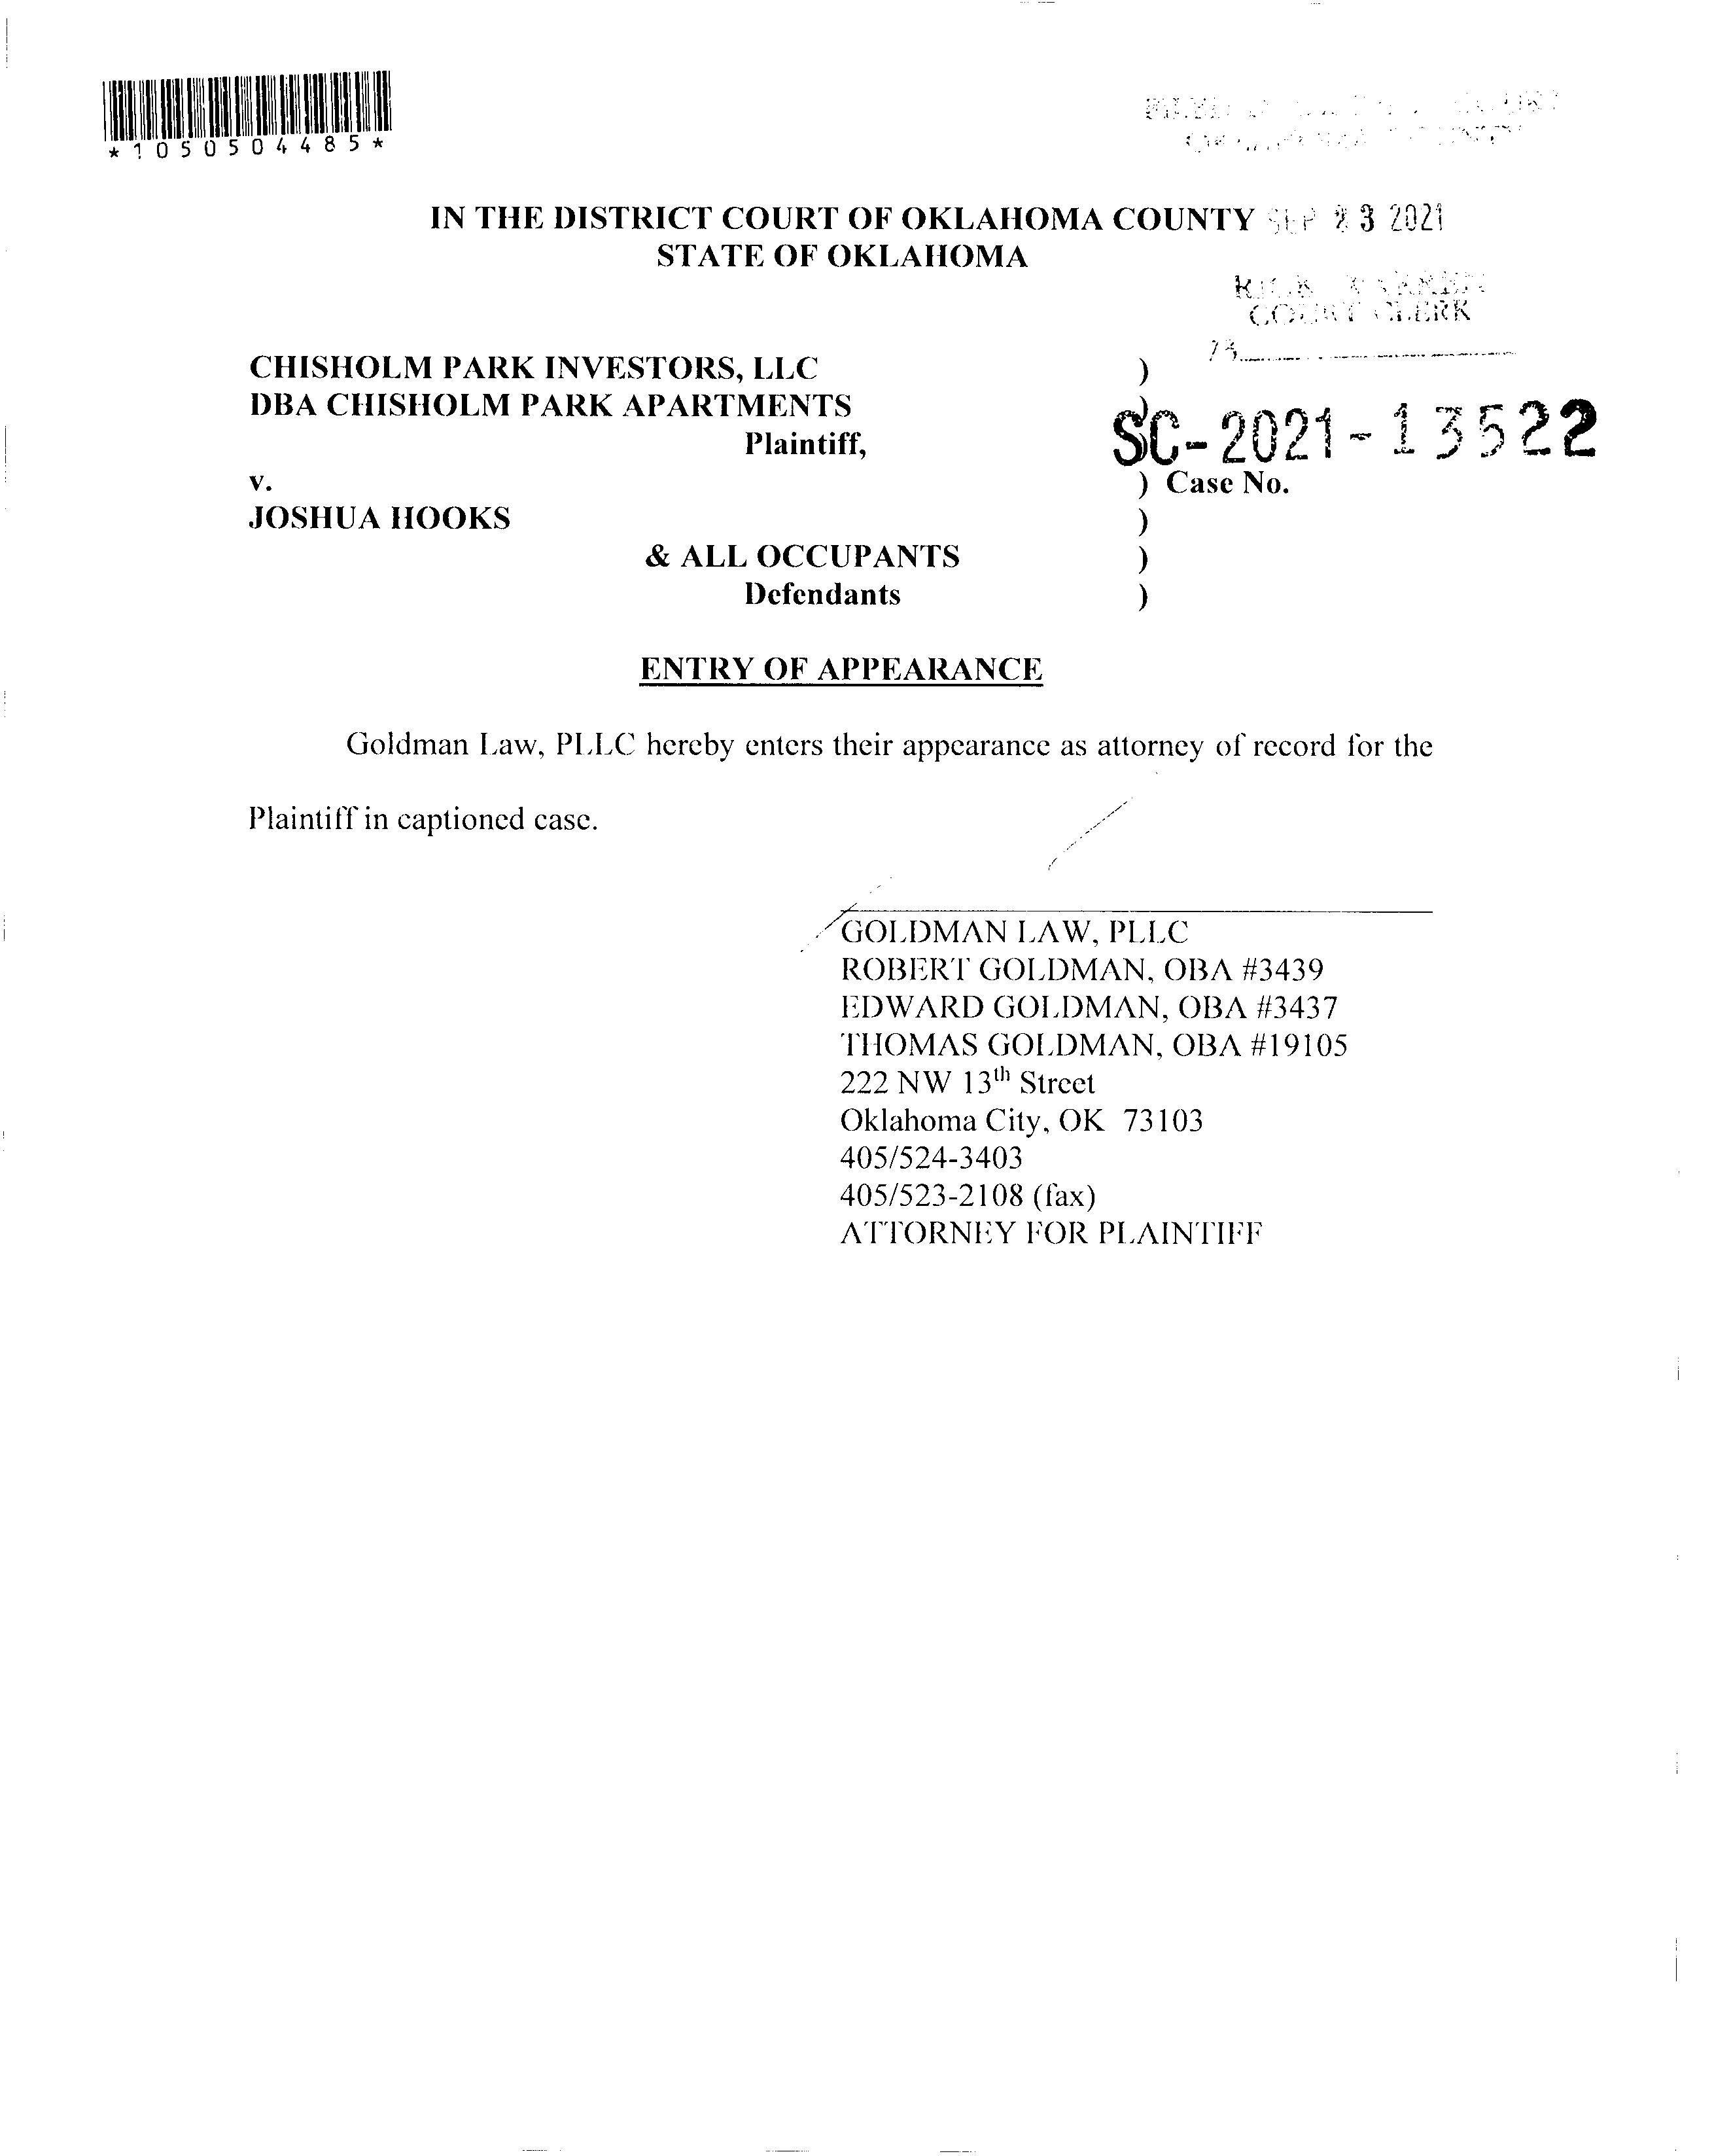 *1050504485*
IN THE DISTRICT COURT OF OKLAHOMA COUNTY
STATE OF OKLAHOMA
SEP 23 2021
COURT CLERK
CHISHOLM PARK INVESTORS, LLC )
DBA CHISHOLM PARK APARTMENTS )
Plaintiff,
SC-2021-13522
v. ) Case No.
JOSHUA HOOKS )
& ALL OCCUPANTS )
Defendants )
ENTRY OF APPEARANCE
Goldman Law, PLLC hereby enters their appearance as attorney of record for the
Plaintiff in captioned case.
GOLDMAN LAW, PLLC
ROBERT GOLDMAN, OBA #3439
EDWARD GOLDMAN, OBA #3437
THOMAS GOLDMAN, OBA #19105
222 NW 13th Street
Oklahoma City, OK 73103
405/524-3403
405/523-2108 (fax)
ATTORNEY FOR PLAINTIFF